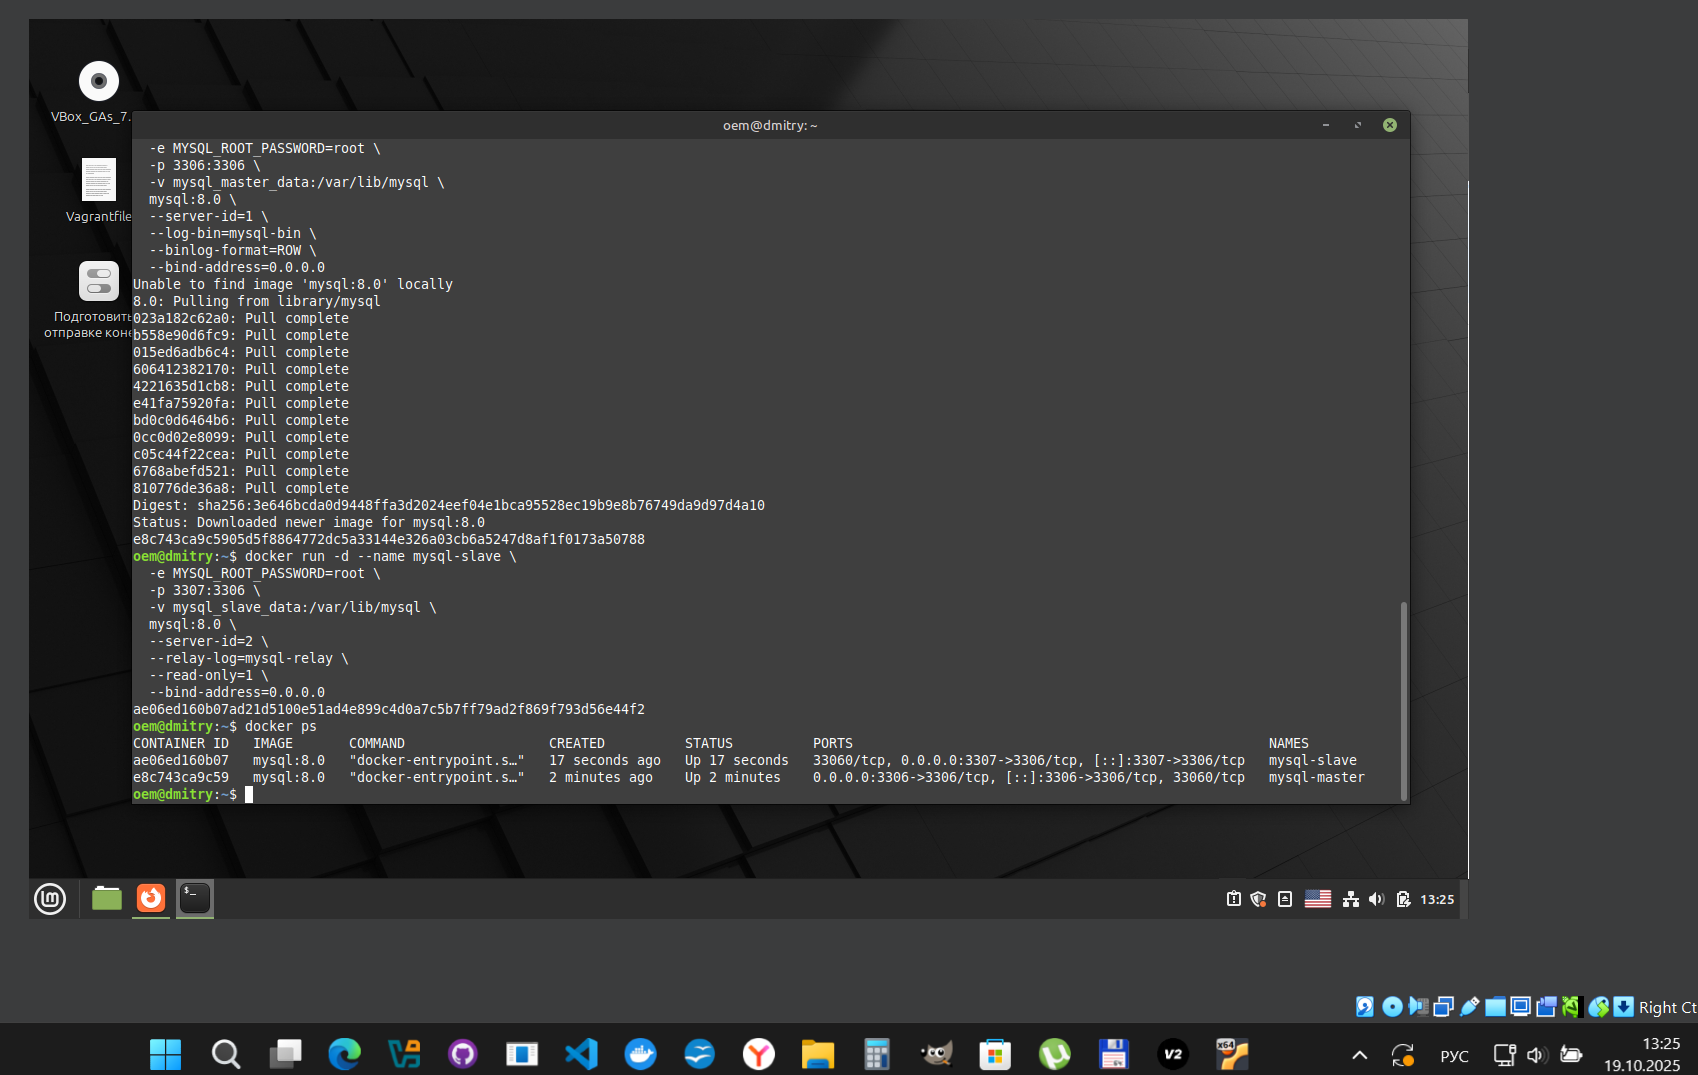 VBox_GAs_7.
Vagrantfile
Подготовить
отправке коне
oem@dmitry: ~
-e MYSQL_ROOT_PASSWORD=root \
-p 3306:3306 \
-v mysql_master_data:/var/lib/mysql \
mysql:8.0 \
--server-id=1 \
--log-bin=mysql-bin \
--binlog-format=ROW \
--bind-address=0.0.0.0
Unable to find image 'mysql:8.0' locally
8.0: Pulling from library/mysql
023a182c62a0: Pull complete
b558e90d6fc9: Pull complete
015ed6adb6c4: Pull complete
606412382170: Pull complete
4221635d1cb8: Pull complete
e41fa75920fa: Pull complete
bd0c0d6464b6: Pull complete
0cc0d02e8099: Pull complete
c05c44f22cea: Pull complete
6768abefd521: Pull complete
810776de36a8: Pull complete
Digest: sha256:3e646bcda0d9448ffa3d2024eef04e1bca95528ec19b9e8b76749da9d97d4a10
Status: Downloaded newer image for mysql:8.0
e8c743ca9c5905d5f8864772dc5a33144e326a03cb6a5247d8af1f0173a50788
oem@dmitry:~$ docker run -d --name mysql-slave \
-e MYSQL_ROOT_PASSWORD=root \
-p 3307:3306 \
-v mysql_slave_data:/var/lib/mysql \
mysql:8.0 \
--server-id=2 \
--relay-log=mysql-relay \
--read-only=1 \
--bind-address=0.0.0.0
ae06ed160b07ad21d5100e51ad4e899c4d0a7c5b7ff79ad2f869f793d56e44f2
oem@dmitry:~$ docker ps
CONTAINER ID IMAGE COMMAND CREATED STATUS PORTS NAMES
ae06ed160b07 mysql:8.0 "docker-entrypoint.s…" 17 seconds ago Up 17 seconds 33060/tcp, 0.0.0.0:3307->3306/tcp, [::]:3307->3306/tcp mysql-slave
e8c743ca9c59 mysql:8.0 "docker-entrypoint.s…" 2 minutes ago Up 2 minutes 0.0.0.0:3306->3306/tcp, [::]:3306->3306/tcp, 33060/tcp mysql-master
oem@dmitry:~$
13:25
Right Ct
V2
x64
РУС
13:25
19.10.2025